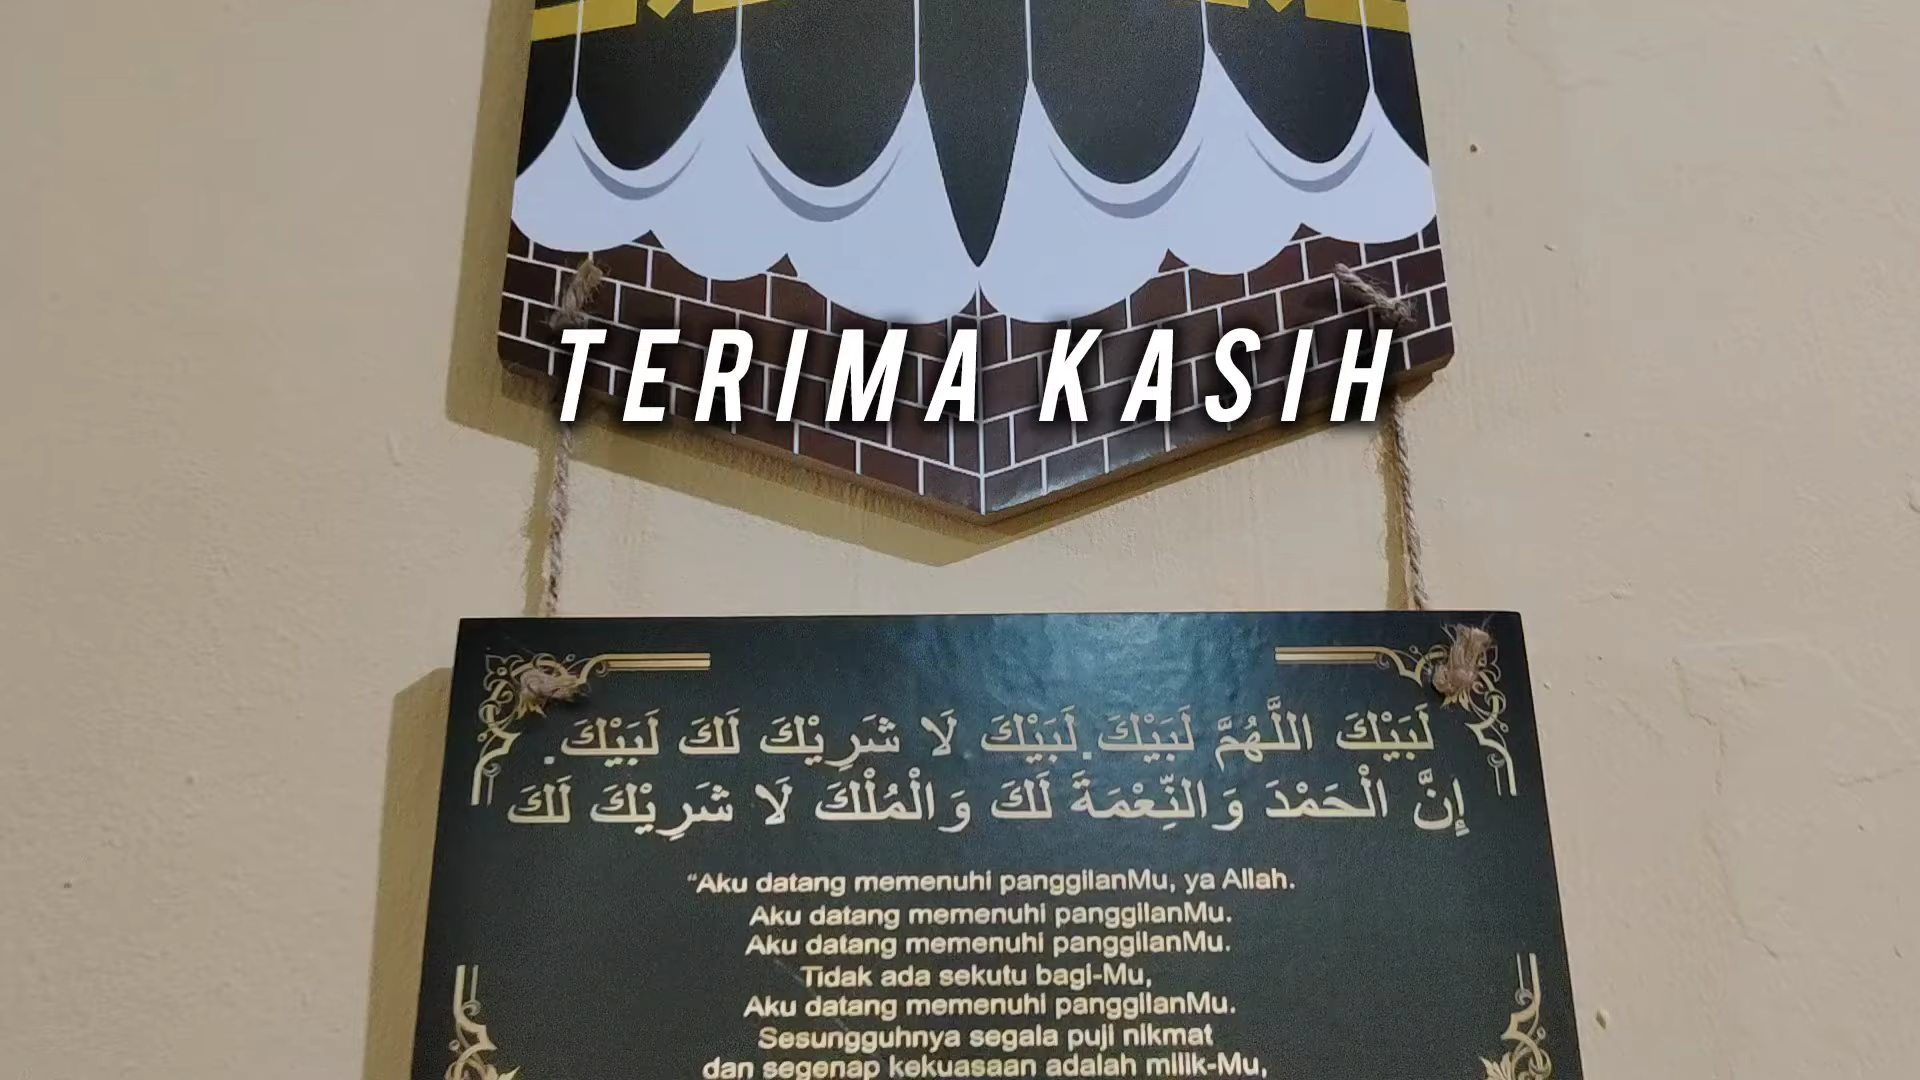 TERIMA KASIH
لَبَيْكَ اللَّهُمَّ لَبَيْكَ. لَبَيْكَ لَا شَرِيْكَ لَكَ لَبَيْكَ.
إِنَّ الْحَمْدَ وَالنِّعْمَةَ لَكَ وَالْمُلْكَ لَا شَرِيْكَ لَكَ
“Aku datang memenuhi panggilanMu, ya Allah.
Aku datang memenuhi panggilanMu.
Aku datang memenuhi panggilanMu.
Tidak ada sekutu bagi-Mu,
Aku datang memenuhi panggilanMu.
Sesungguhnya segala puji nikmat
dan segenap kekuasaan adalah milik-Mu,